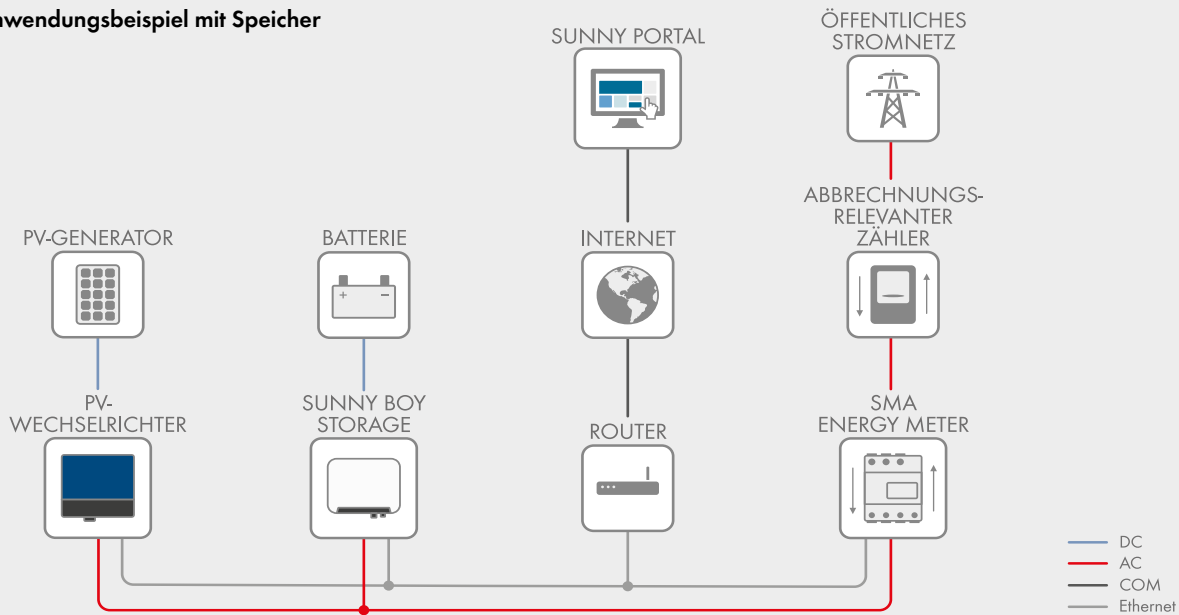 nwendungsbeispiel mit Speicher
SUNNY PORTAL
ÖFFENTLICHES
STROMNETZ
PV-GENERATOR
BATTERIE
INTERNET
ABBRECHNUNGS-
RELEVANTER
ZÄHLER
PV-
WECHSELRICHTER
SUNNY BOY
STORAGE
ROUTER
SMA
ENERGY METER
DC
AC
COM
Ethernet